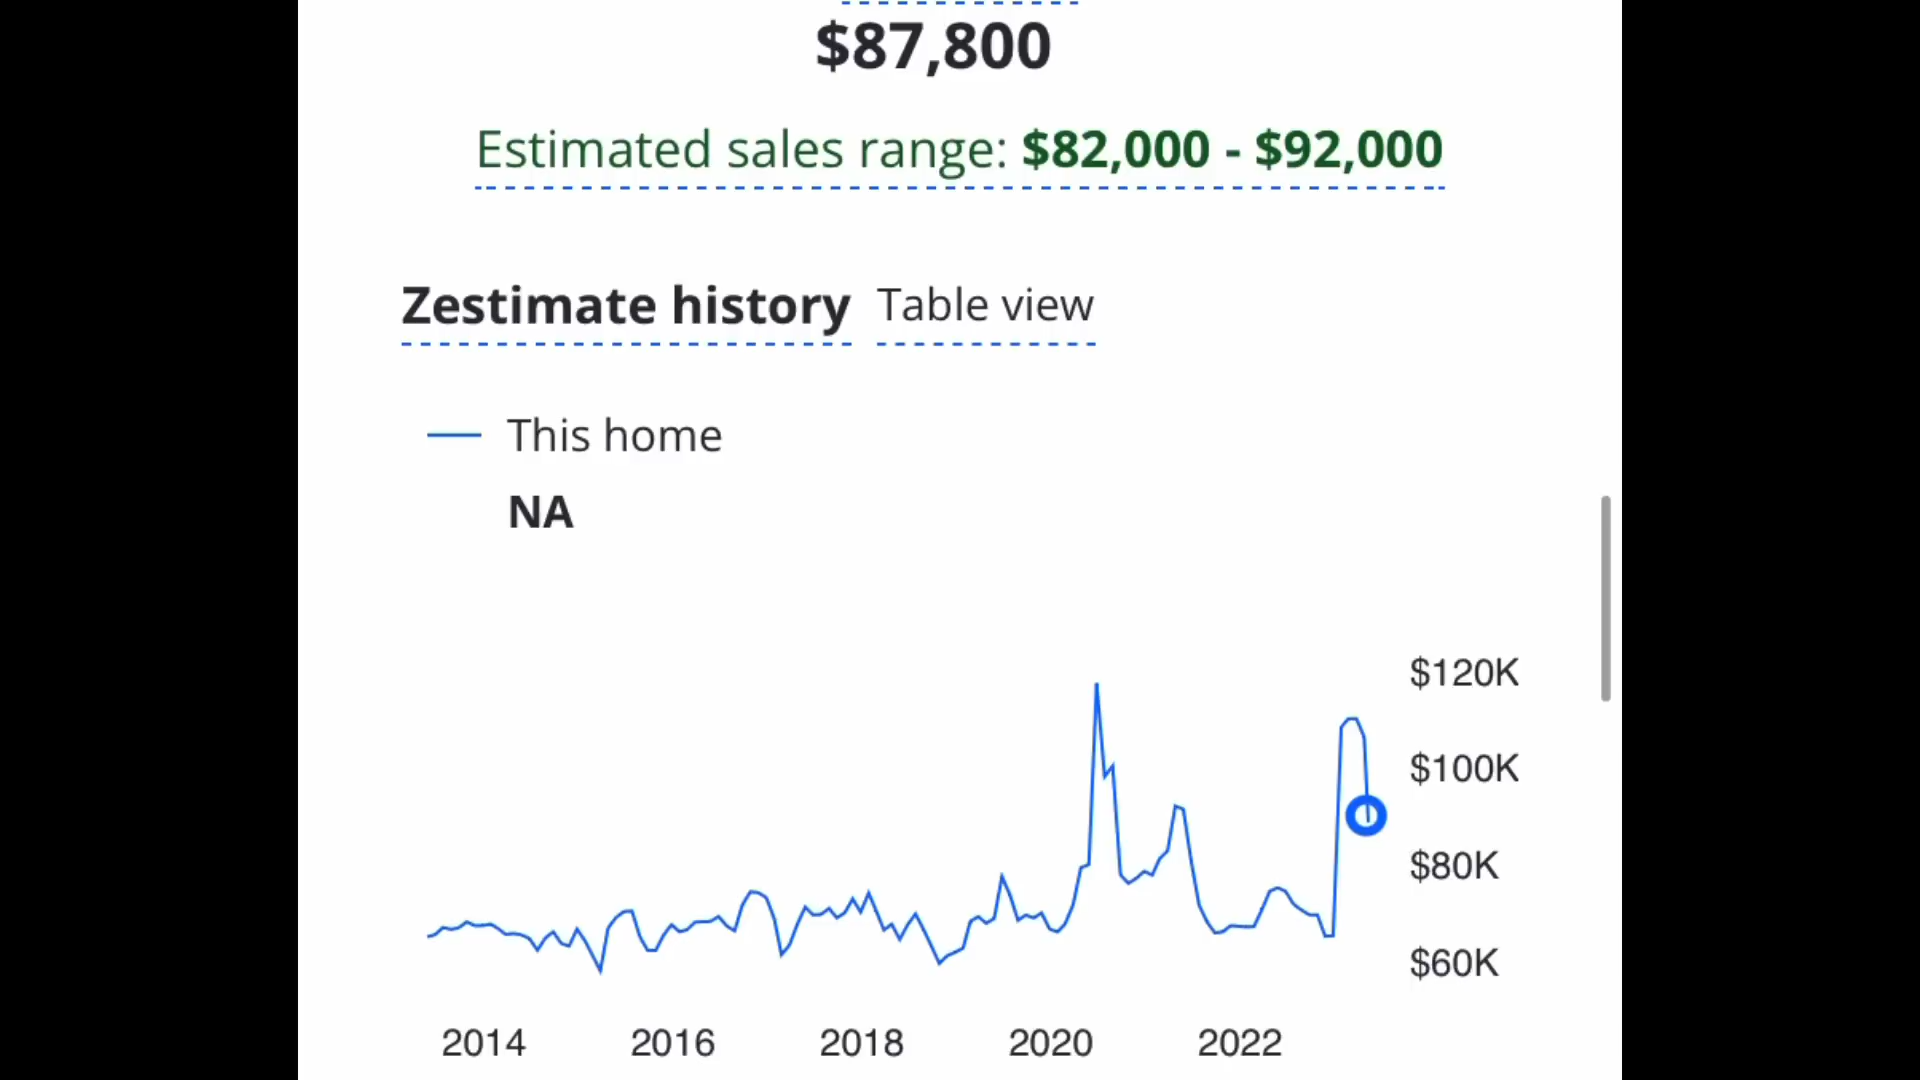 $87,800
Estimated sales range: $82,000 - $92,000
Zestimate history Table view
This home
NA
$120K
$100K
$80K
$60K
2014 2016 2018 2020 2022